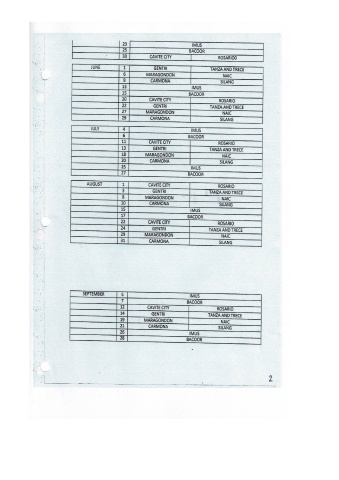 23 IMUS
25 BACOOR
30 CAVITE CITY ROSARIO
JUNE 1 GENTRI TANZA AND TRECE
6 MARAGONDON NAIC
8 CARMONA SILANG
13 IMUS
15 BACOOR
20 CAVITE CITY ROSARIO
22 GENTRI TANZA AND TRECE
27 MARAGONDON NAIC
29 CARMONA SILANG
JULY 4 IMUS
6 BACOOR
11 CAVITE CITY ROSARIO
13 GENTRI TANZA AND TRECE
18 MARAGONDON NAIC
20 CARMONA SILANG
25 IMUS
27 BACOOR
AUGUST 1 CAVITE CITY ROSARIO
3 GENTRI TANZA AND TRECE
8 MARAGONDON NAIC
10 CARMONA SILANG
15 IMUS
17 BACOOR
22 CAVITE CITY ROSARIO
24 GENTRI TANZA AND TRECE
29 MARAGONDON NAIC
31 CARMONA SILANG
SEPTEMBER 5 IMUS
7 BACOOR
12 CAVITE CITY ROSARIO
14 GENTRI TANZA AND TRECE
19 MARAGONDON NAIC
21 CARMONA SILANG
26 IMUS
28 BACOOR
2